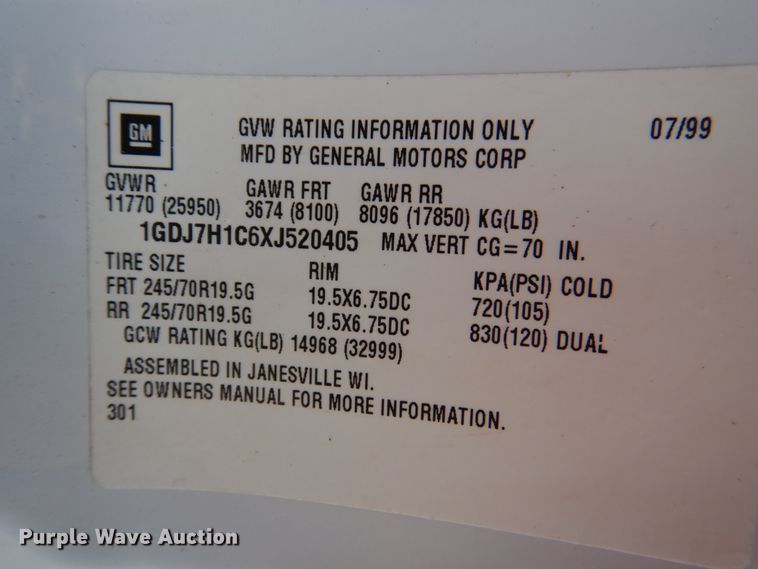 GM
GVW RATING INFORMATION ONLY 07/99
MFD BY GENERAL MOTORS CORP
GVWR GAWR FRT GAWR RR
11770 (25950) 3674 (8100) 8096 (17850) KG(LB)
1GDJ7H1C6XJ520405 MAX VERT CG=70 IN.
TIRE SIZE RIM KPA(PSI) COLD
FRT 245/70R19.5G 19.5X6.75DC 720(105)
RR 245/70R19.5G 19.5X6.75DC 830(120) DUAL
GCW RATING KG(LB) 14968 (32999)
ASSEMBLED IN JANESVILLE WI.
SEE OWNERS MANUAL FOR MORE INFORMATION.
301
Purple Wave Auction